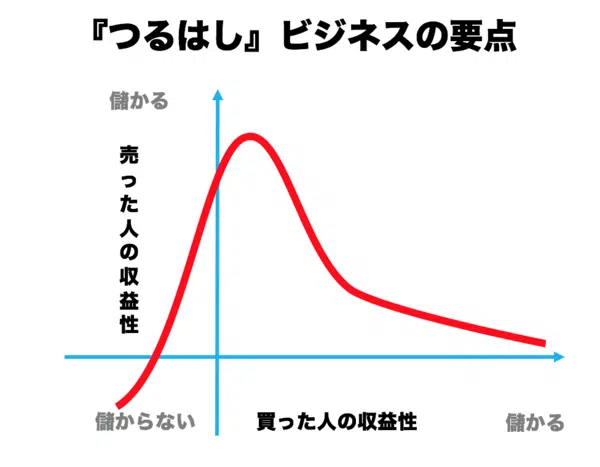 『つるはし』ビジネスの要点
儲かる
売った人の収益性
儲からない
買った人の収益性
儲かる